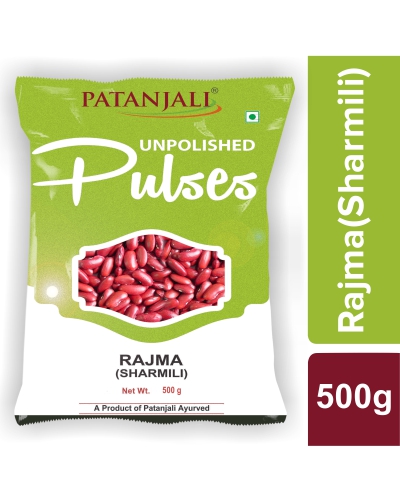 PATANJALI®
UNPOLISHED
Pulses
RAJMA
(SHARMILI)
Net Wt. 500 g
A Product of Patanjali Ayurved
Rajma(Sharmili)
500g